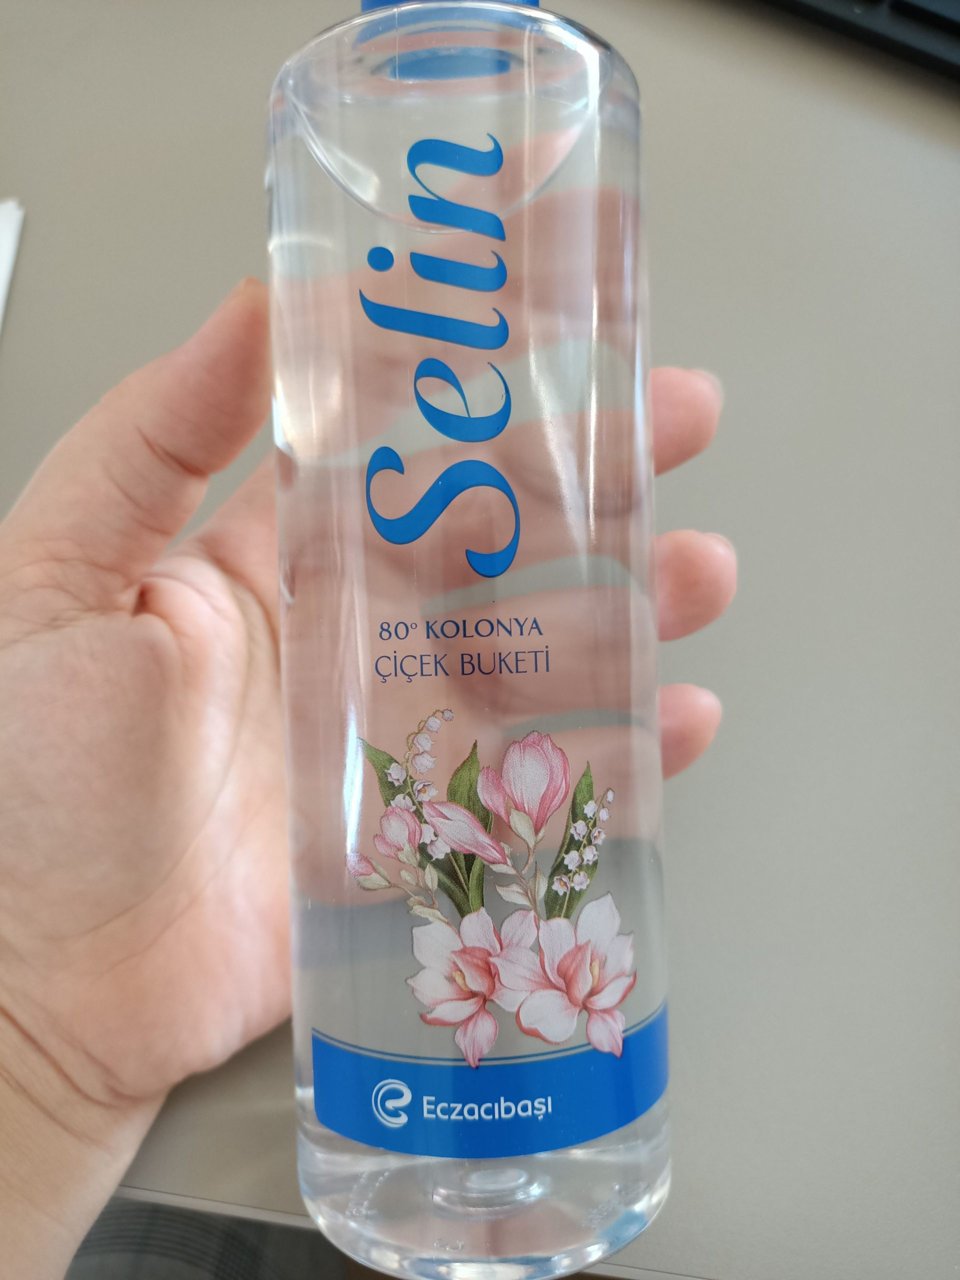 Selin
80° KOLONYA
ÇİÇEK BUKETİ
Eczacıbaşı